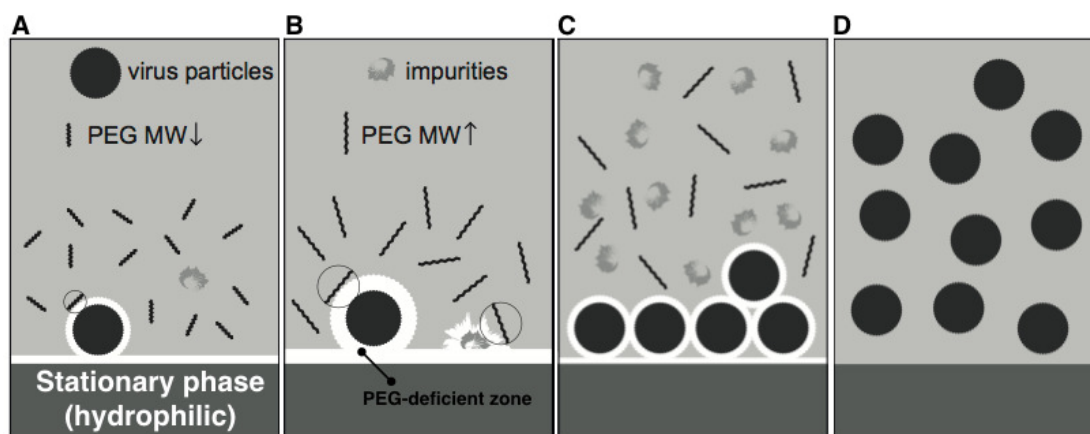 A
B
C
D
virus particles
impurities
PEG MW↓
PEG MW↑
Stationary phase
(hydrophilic)
PEG-deficient zone